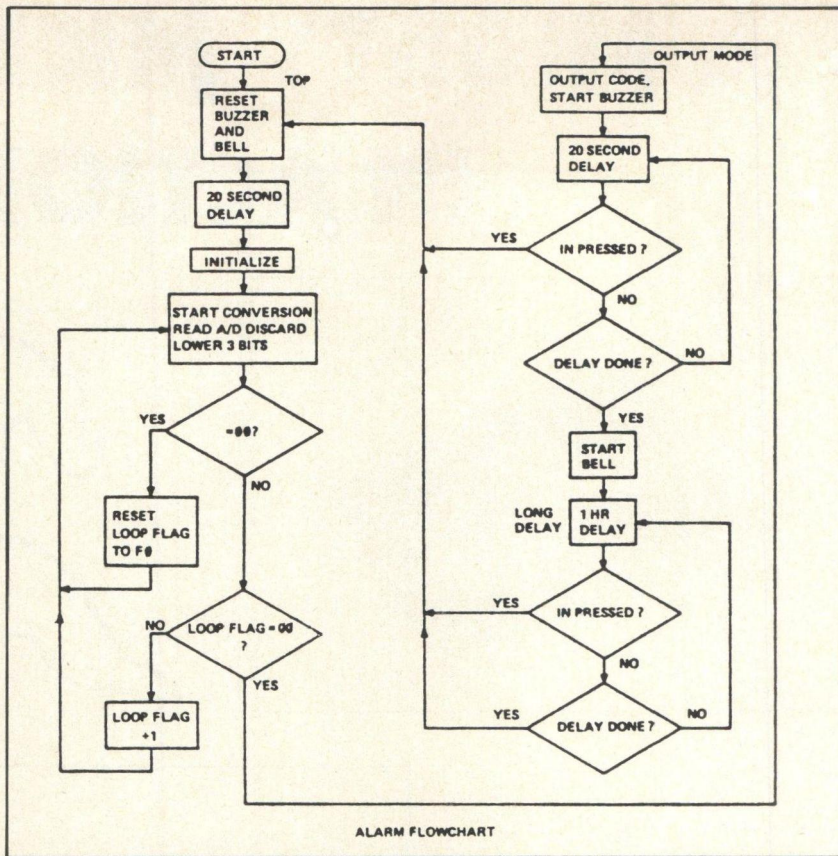 START
TOP
RESET
BUZZER
AND
BELL
20 SECOND
DELAY
INITIALIZE
START CONVERSION
READ A/D DISCARD
LOWER 3 BITS
YES
=00?
NO
RESET
LOOP FLAG
TO F0
NO
LOOP FLAG = 00
?
YES
LOOP FLAG
+1
OUTPUT MODE
OUTPUT CODE,
START BUZZER
20 SECOND
DELAY
YES
IN PRESSED ?
NO
DELAY DONE ?
NO
YES
START
BELL
LONG
DELAY
1 HR
DELAY
YES
IN PRESSED ?
NO
YES
DELAY DONE ?
NO
ALARM FLOWCHART